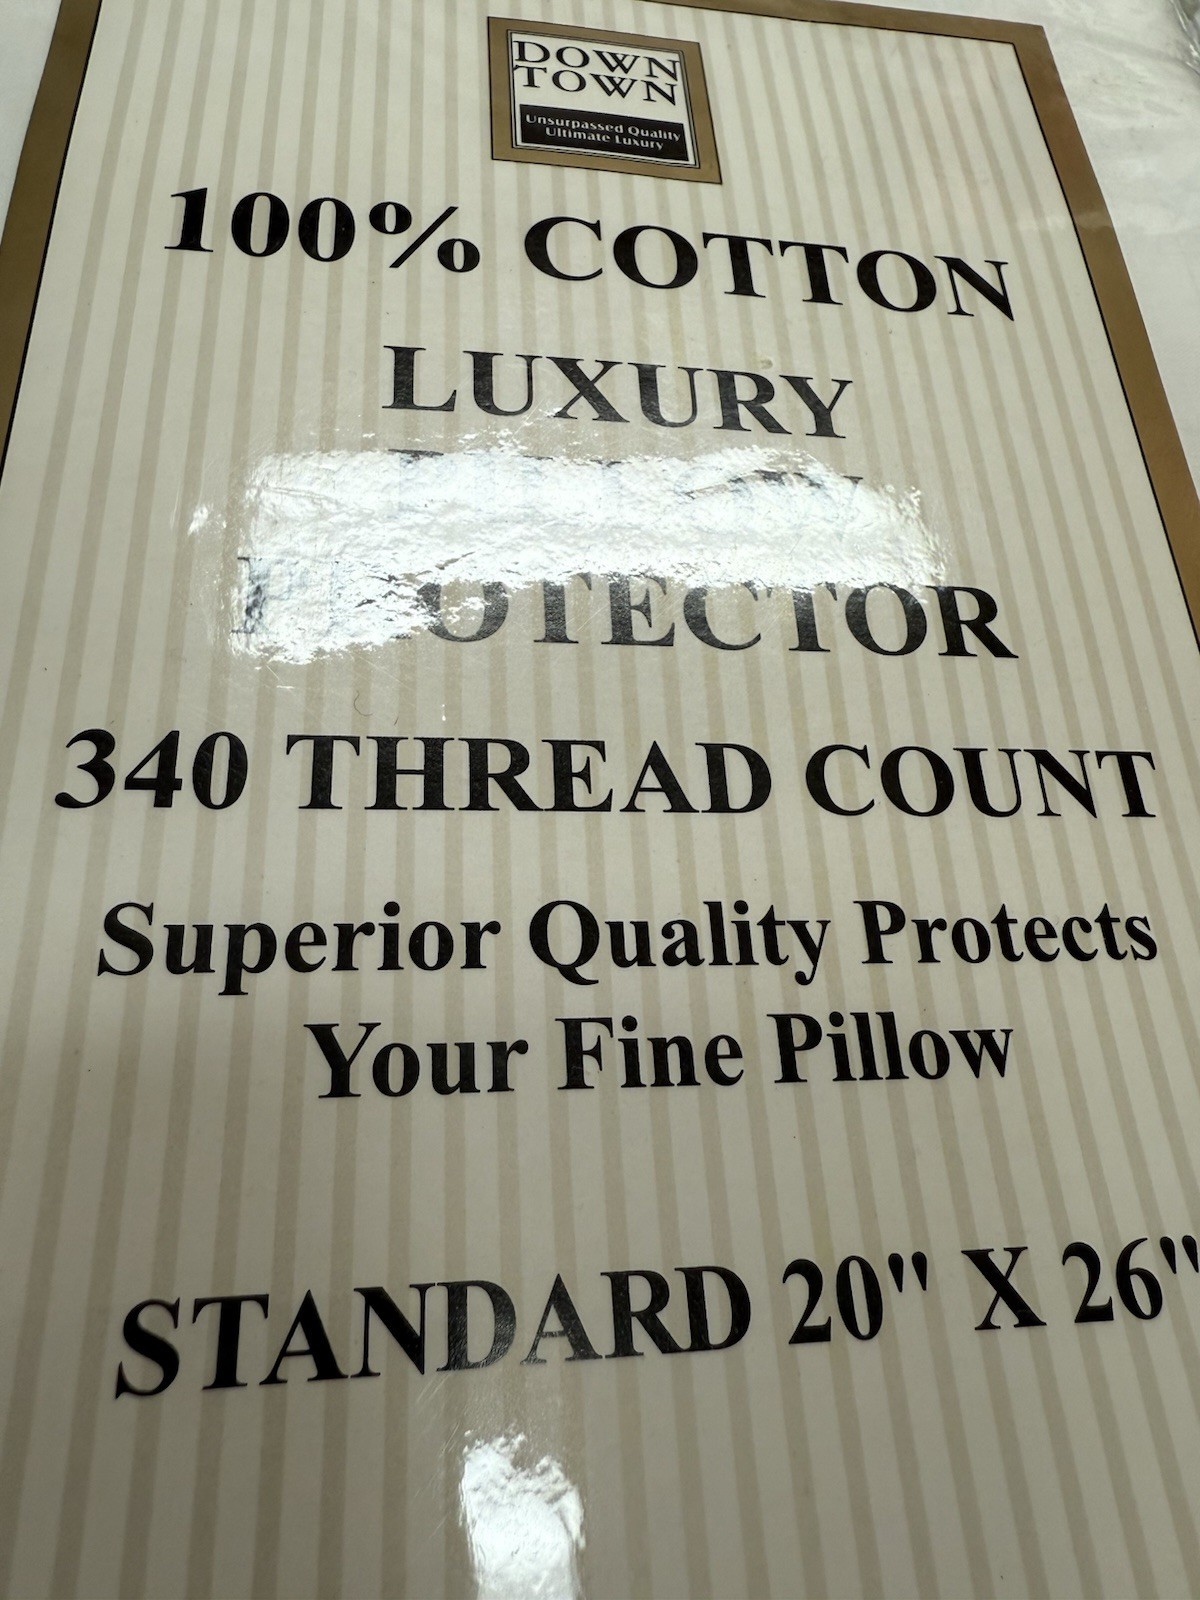 DOWN
TOWN
Unsurpassed Quality
Ultimate Luxury
100% COTTON
LUXURY
PROTECTOR
340 THREAD COUNT
Superior Quality Protects
Your Fine Pillow
STANDARD 20" X 26"